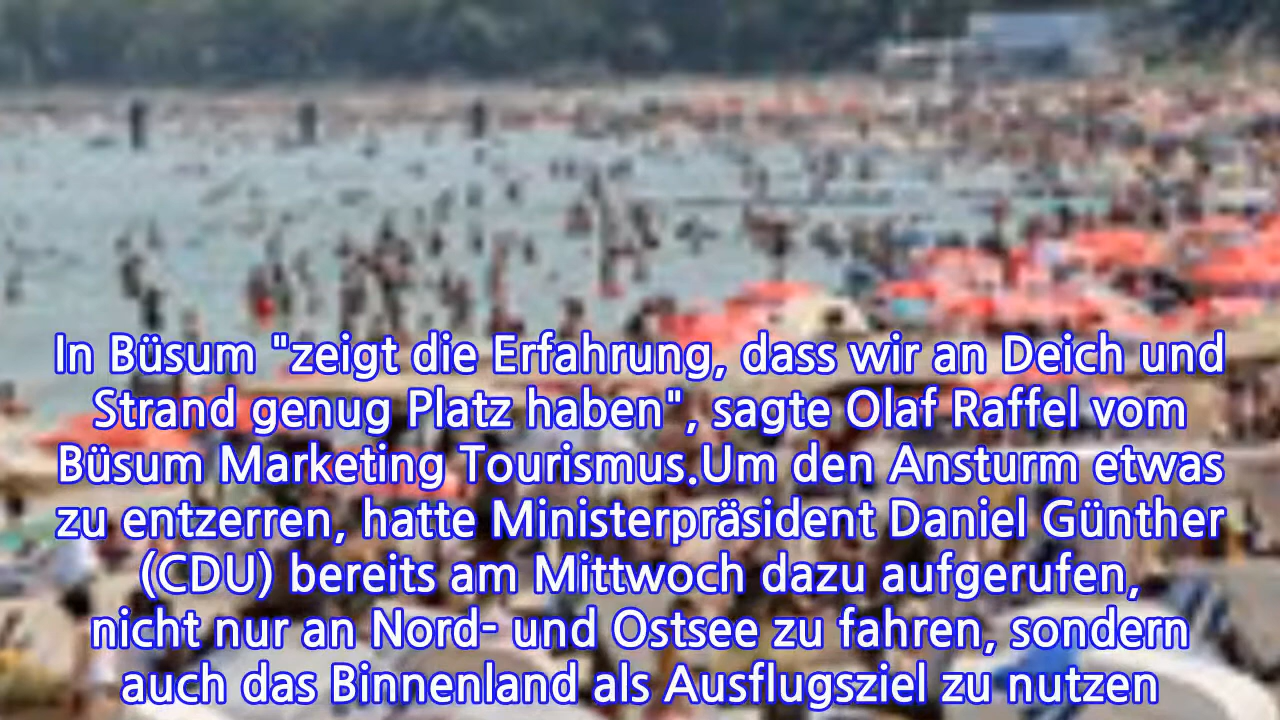 In Büsum "zeigt die Erfahrung, dass wir an Deich und
Strand genug Platz haben", sagte Olaf Raffel vom
Büsum Marketing Tourismus.Um den Ansturm etwas
zu entzerren, hatte Ministerpräsident Daniel Günther
(CDU) bereits am Mittwoch dazu aufgerufen,
nicht nur an Nord- und Ostsee zu fahren, sondern
auch das Binnenland als Ausflugsziel zu nutzen